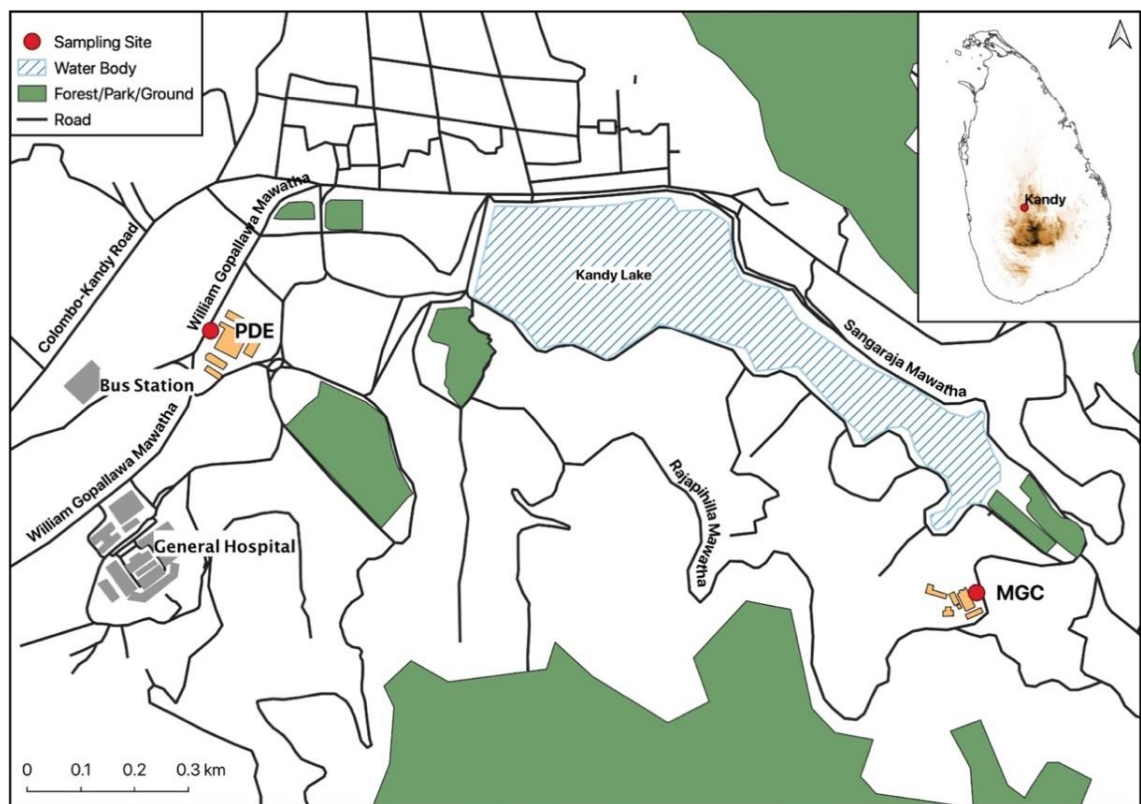 Sampling Site
Water Body
Forest/Park/Ground
Road
Kandy
Colombo-Kandy Road
William Gopallawa Mawatha
Kandy Lake
PDE
Sangaraja Mawatha
Bus Station
William Gopallawa Mawatha
Rajapihilla Mawatha
General Hospital
MGC
0 0.1 0.2 0.3 km